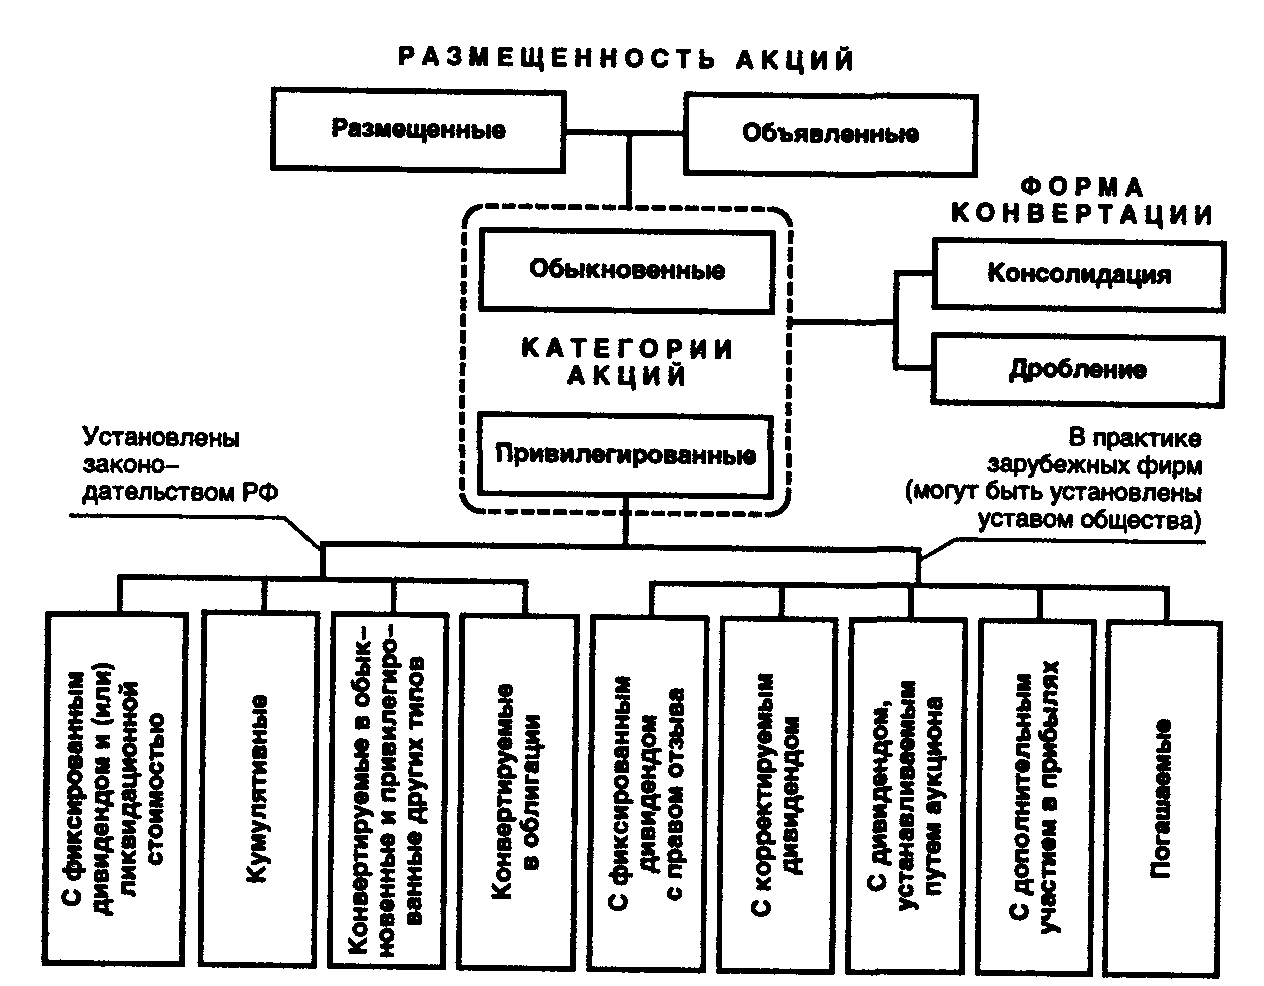 РАЗМЕЩЕННОСТЬ АКЦИЙ
Размещенные
Объявленные
ФОРМА
КОНВЕРТАЦИИ
Обыкновенные
Консолидация
КАТЕГОРИИ
АКЦИЙ
Дробление
Привилегированные
Установлены
законо–
дательством РФ
В практике
зарубежных фирм
(могут быть установлены
уставом общества)
С фиксированным
дивидендом и (или)
ликвидационной
стоимостью
Кумулятивные
Конвертируемые в обык–
новенные и привилегиро–
ванные других типов
Конвертируемые
в облигации
С фиксированным
дивидендом
с правом отзыва
С корректируемым
дивидендом
С дивидендом,
устанавливаемым
путем аукциона
С дополнительным
участием в прибылях
Погашаемые